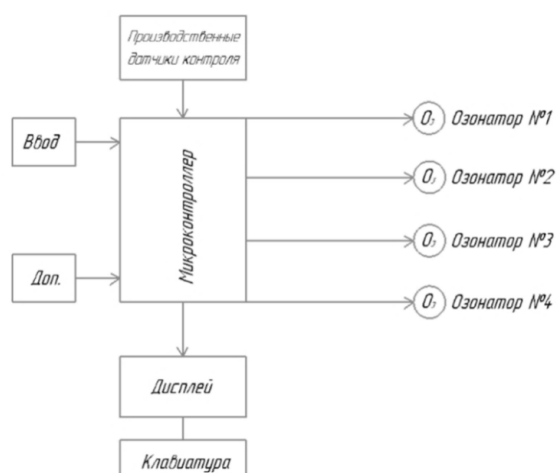 Производственные
датчики контроля
Ввод
Доп.
Микроконтроллер
O₃ Озонатор №1
O₃ Озонатор №2
O₃ Озонатор №3
O₃ Озонатор №4
Дисплей
Клавиатура